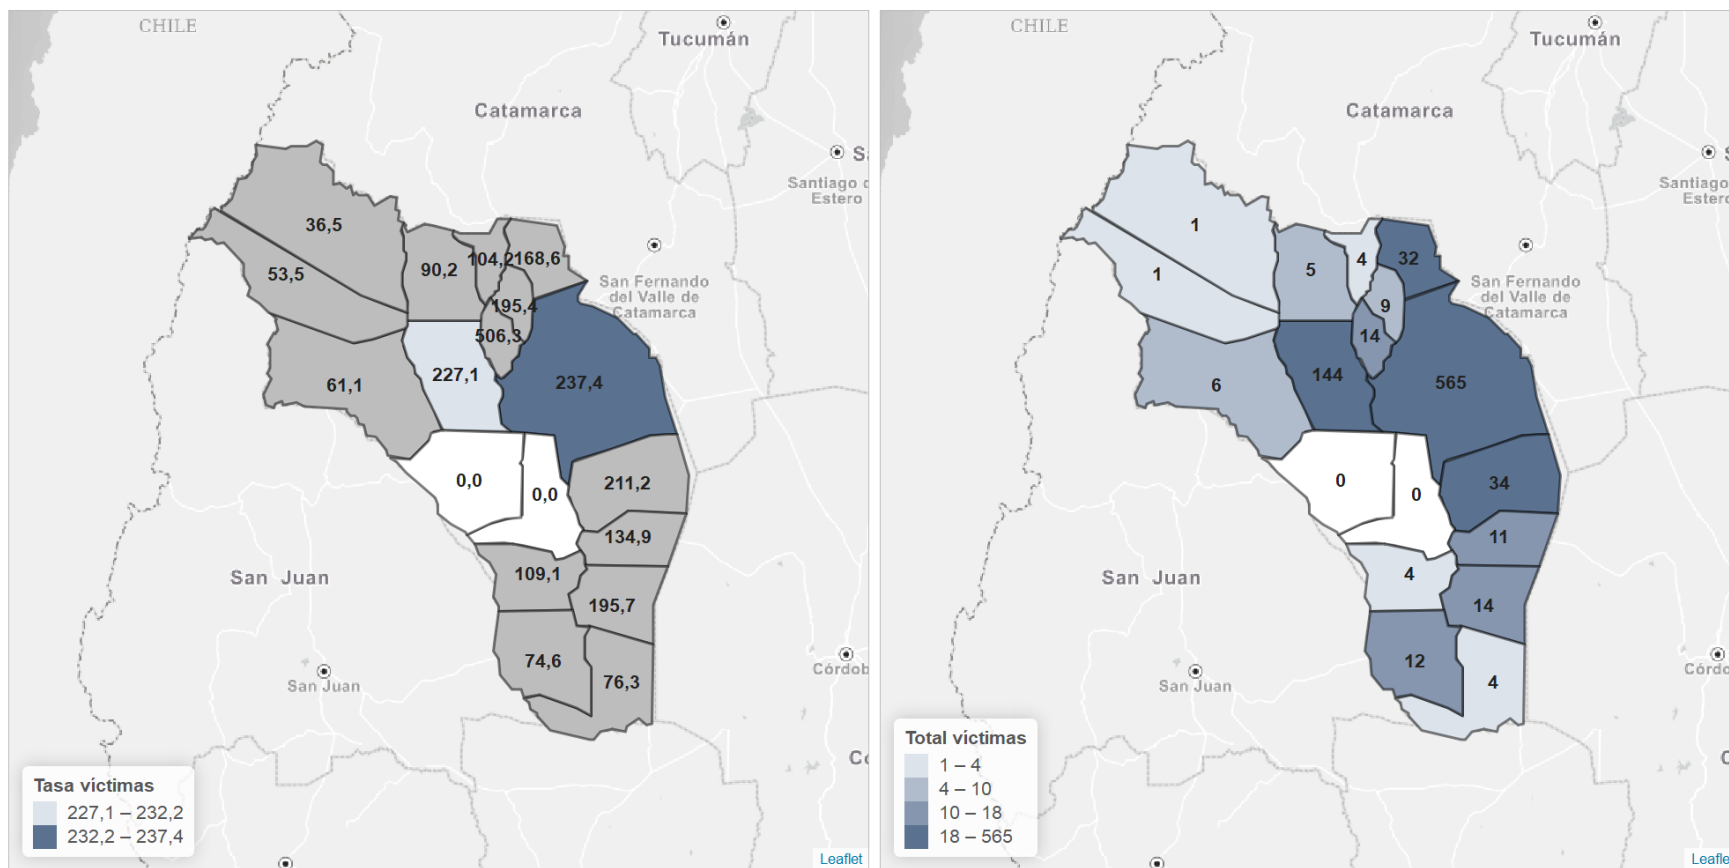 CHILE
Tucumán
Catamarca
Santiago
Estero
36,5
53,5
90,2
104,2
168,6
San Fernando
del Valle de
Catamarca
195,4
506,3
61,1
227,1
237,4
0,0
0,0
211,2
134,9
San Juan
109,1
195,7
74,6
76,3
San Juan
Córdob
Tasa víctimas
227,1 – 232,2
232,2 – 237,4
Leaflet
CHILE
Tucumán
Catamarca
Santiago
Estero
1
1
5
4
32
San Fernando
del Valle de
Catamarca
9
14
6
144
565
0
0
34
11
San Juan
4
14
12
4
San Juan
Córdo
Total víctimas
1 – 4
4 – 10
10 – 18
18 – 565
Leafle